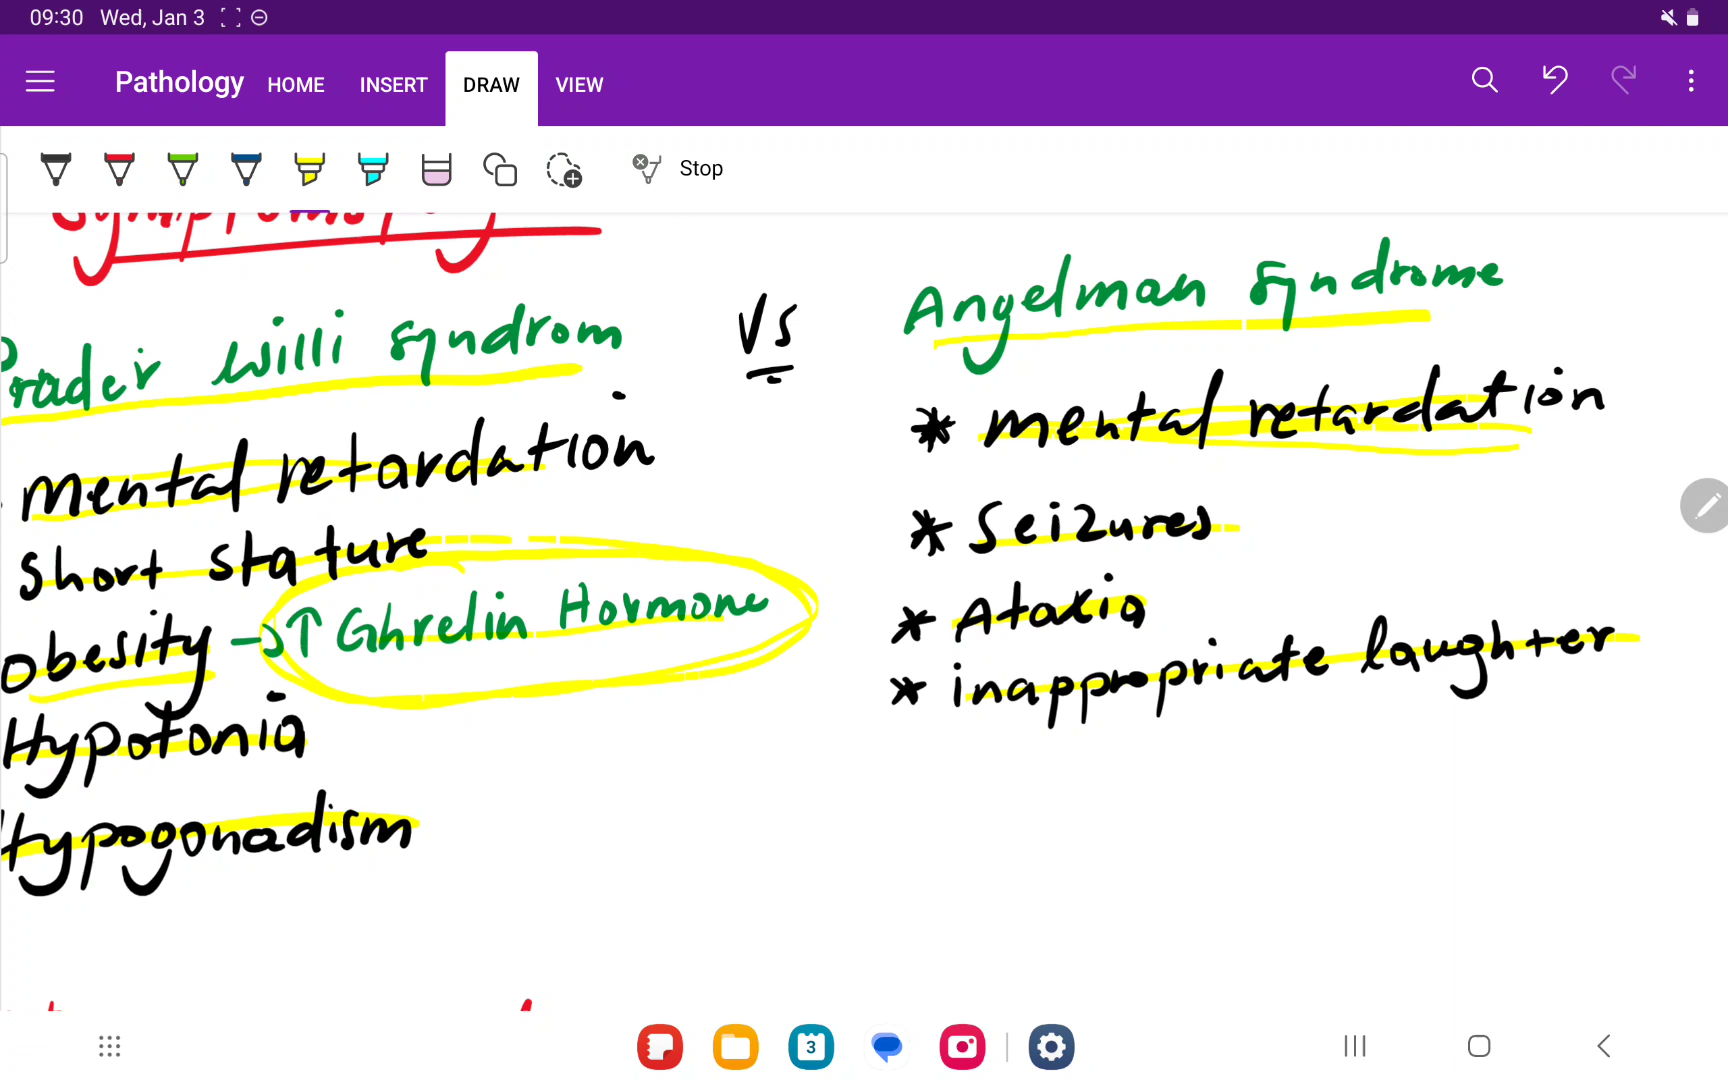 09:30 Wed, Jan 3
Pathology HOME INSERT DRAW VIEW
Stop
Prader willi syndrom
VS
Angelman syndrome
mental retardation
short stature
obesity → ↑ Ghrelin Hormone
Hypotonia
Hypogonadism
* mental retardation
* Seizures
* Ataxia
* inappropriate laughter
3